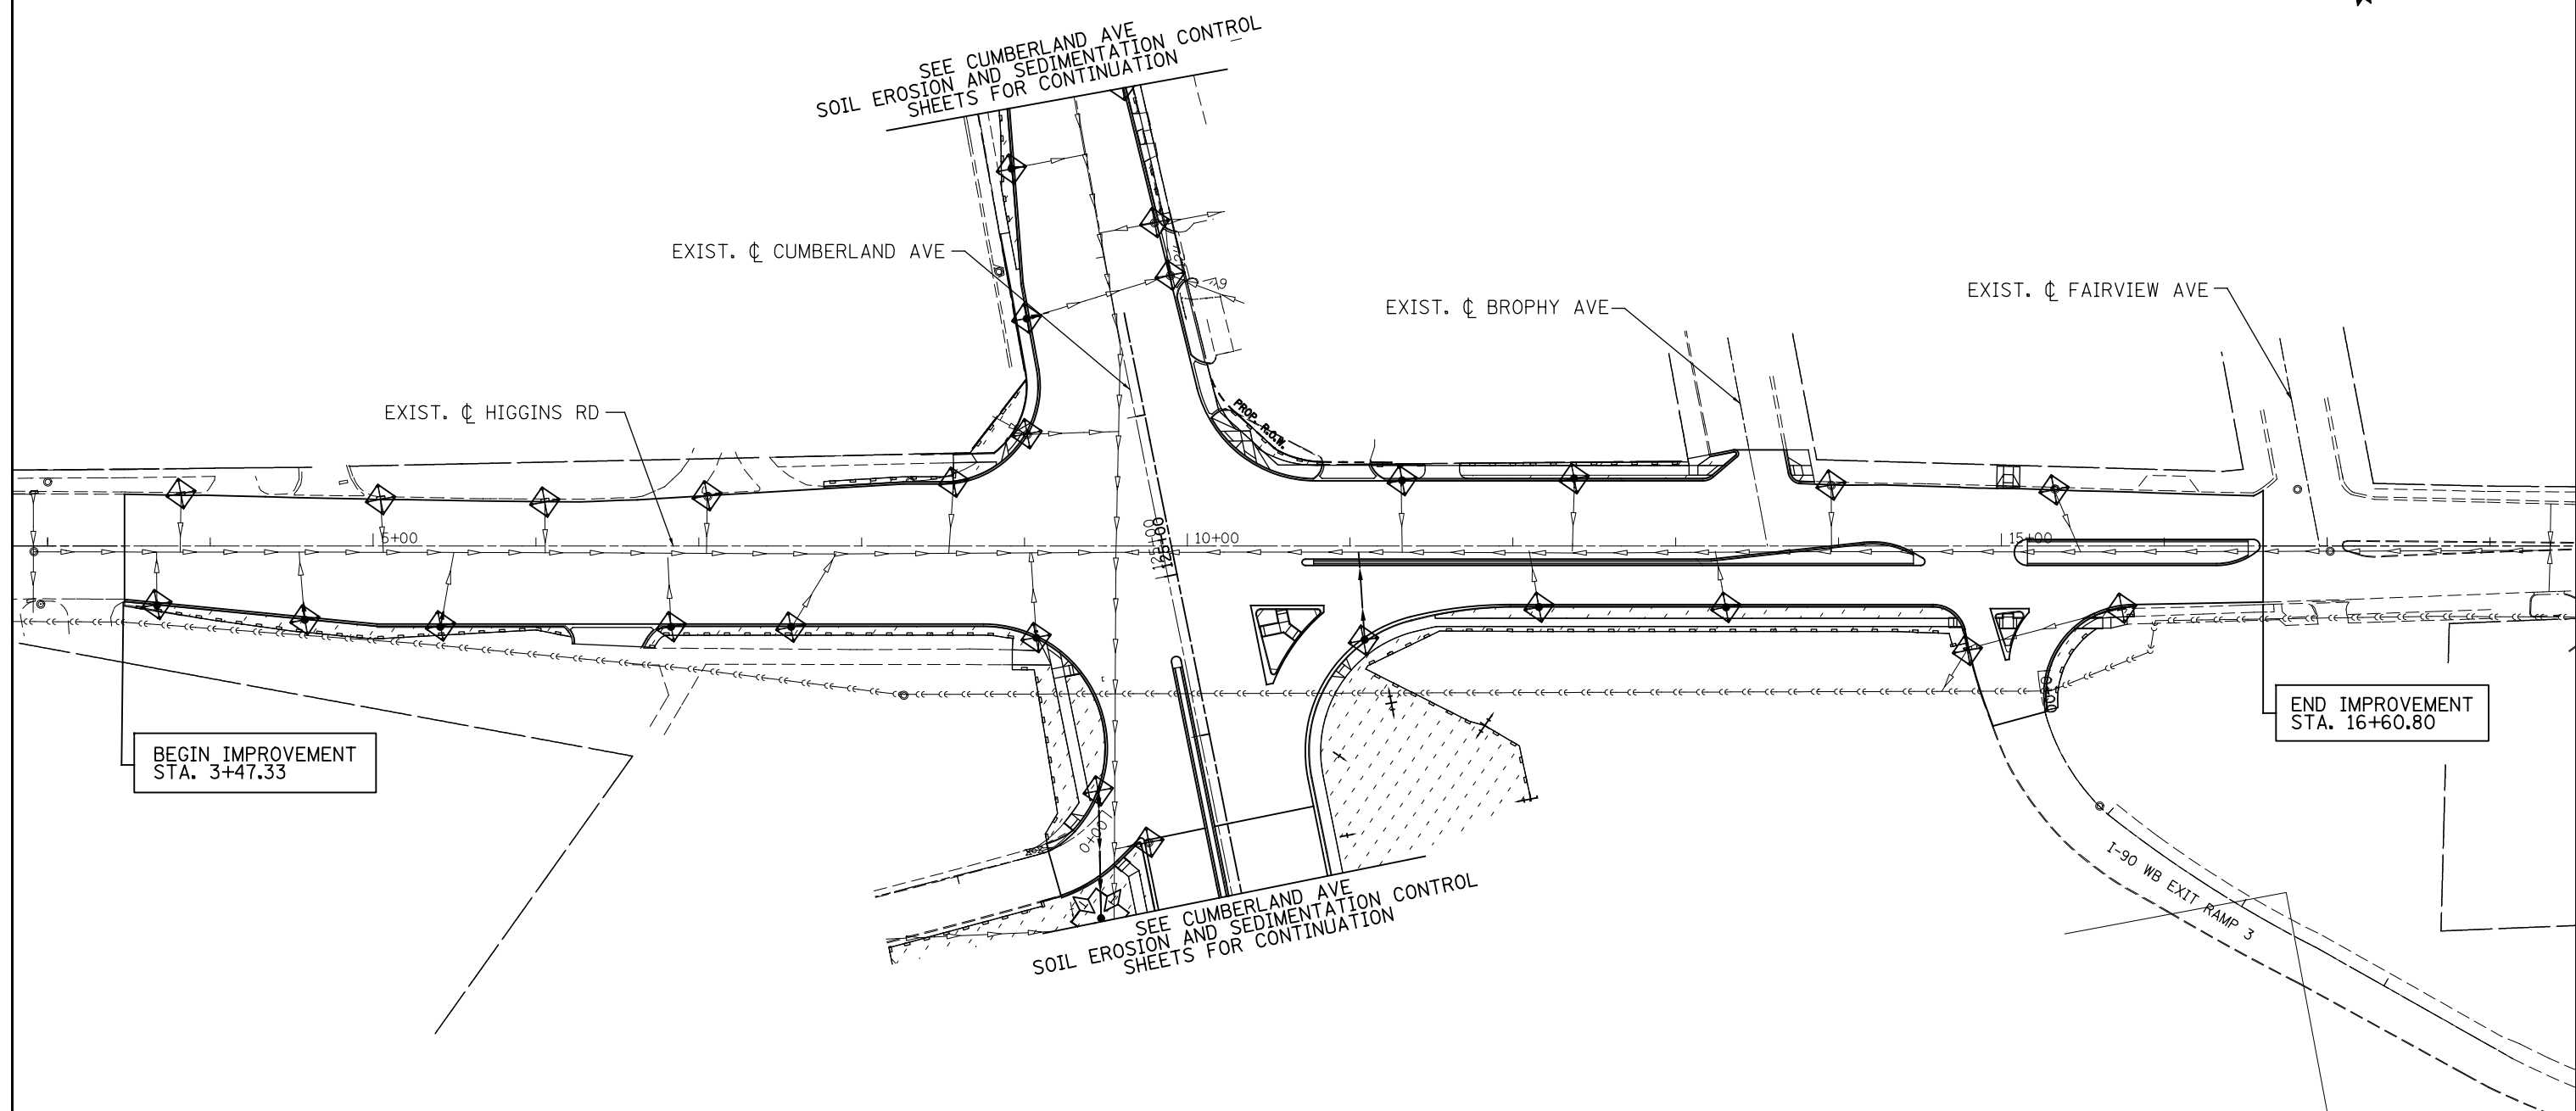 SEE CUMBERLAND AVE
SOIL EROSION AND SEDIMENTATION CONTROL
SHEETS FOR CONTINUATION
EXIST. ℄ CUMBERLAND AVE
EXIST. ℄ BROPHY AVE
EXIST. ℄ FAIRVIEW AVE
EXIST. ℄ HIGGINS RD
PROP. R.O.W.
5+00
10+00
15+00
125+00
BEGIN IMPROVEMENT
STA. 3+47.33
END IMPROVEMENT
STA. 16+60.80
0+00
I-90 WB EXIT RAMP 3
SEE CUMBERLAND AVE
SOIL EROSION AND SEDIMENTATION CONTROL
SHEETS FOR CONTINUATION